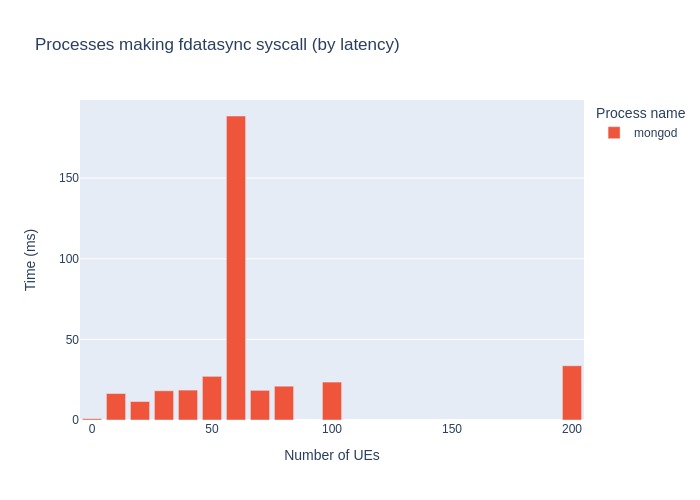 Processes making fdatasync syscall (by latency)
Process name
mongod
Time (ms)
150
100
50
0
0
50
100
150
200
Number of UEs